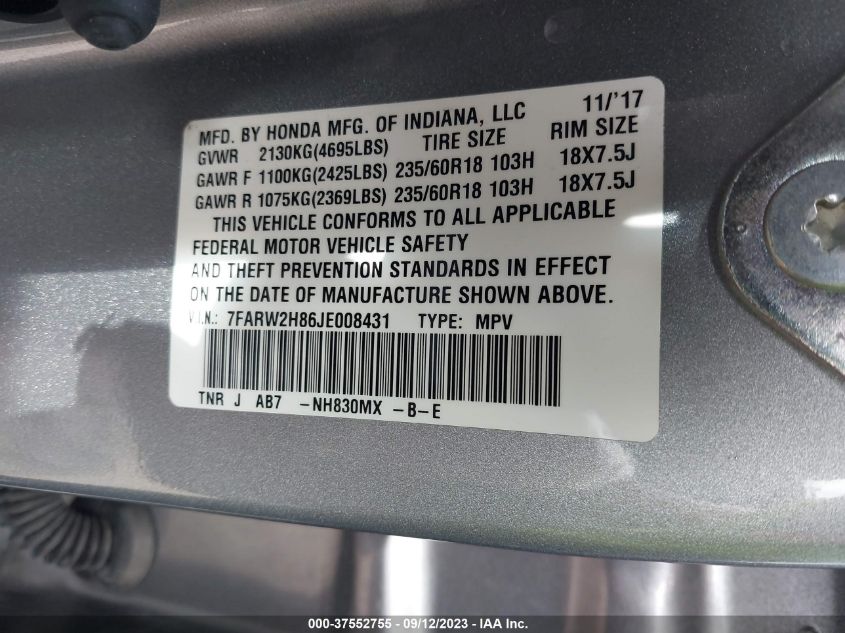 MFD. BY HONDA MFG. OF INDIANA, LLC 11/'17
GVWR 2130KG(4695LBS) TIRE SIZE RIM SIZE
GAWR F 1100KG(2425LBS) 235/60R18 103H 18X7.5J
GAWR R 1075KG(2369LBS) 235/60R18 103H 18X7.5J
THIS VEHICLE CONFORMS TO ALL APPLICABLE
FEDERAL MOTOR VEHICLE SAFETY
AND THEFT PREVENTION STANDARDS IN EFFECT
ON THE DATE OF MANUFACTURE SHOWN ABOVE.
V.I.N.: 7FARW2H86JE008431 TYPE: MPV
TNR J AB7 -NH830MX -B-E
000-37552755 - 09/12/2023 - IAA Inc.